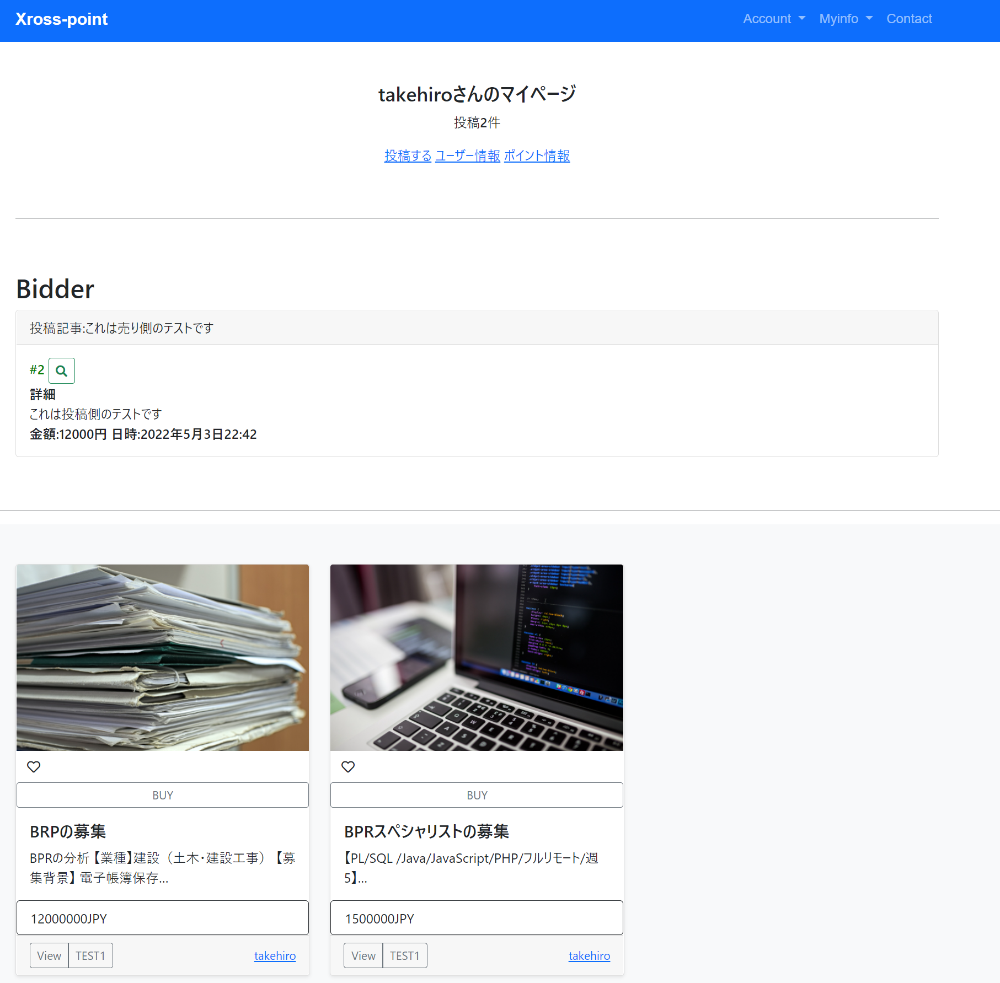 Xross-point
Account Myinfo Contact
takehiroさんのマイページ
投稿2件
投稿する ユーザー情報 ポイント情報
Bidder
投稿記事:これは売り側のテストです
#2
詳細
これは投稿側のテストです
金額:12000円 日時:2022年5月3日22:42
BUY
BRPの募集
BPRの分析【業種】建設（土木・建設工事）【募
集背景】電子帳簿保存...
12000000JPY
View TEST1 takehiro
BUY
BPRスペシャリストの募集
【PL/SQL /Java/JavaScript/PHP/フルリモート/週
5】...
1500000JPY
View TEST1 takehiro